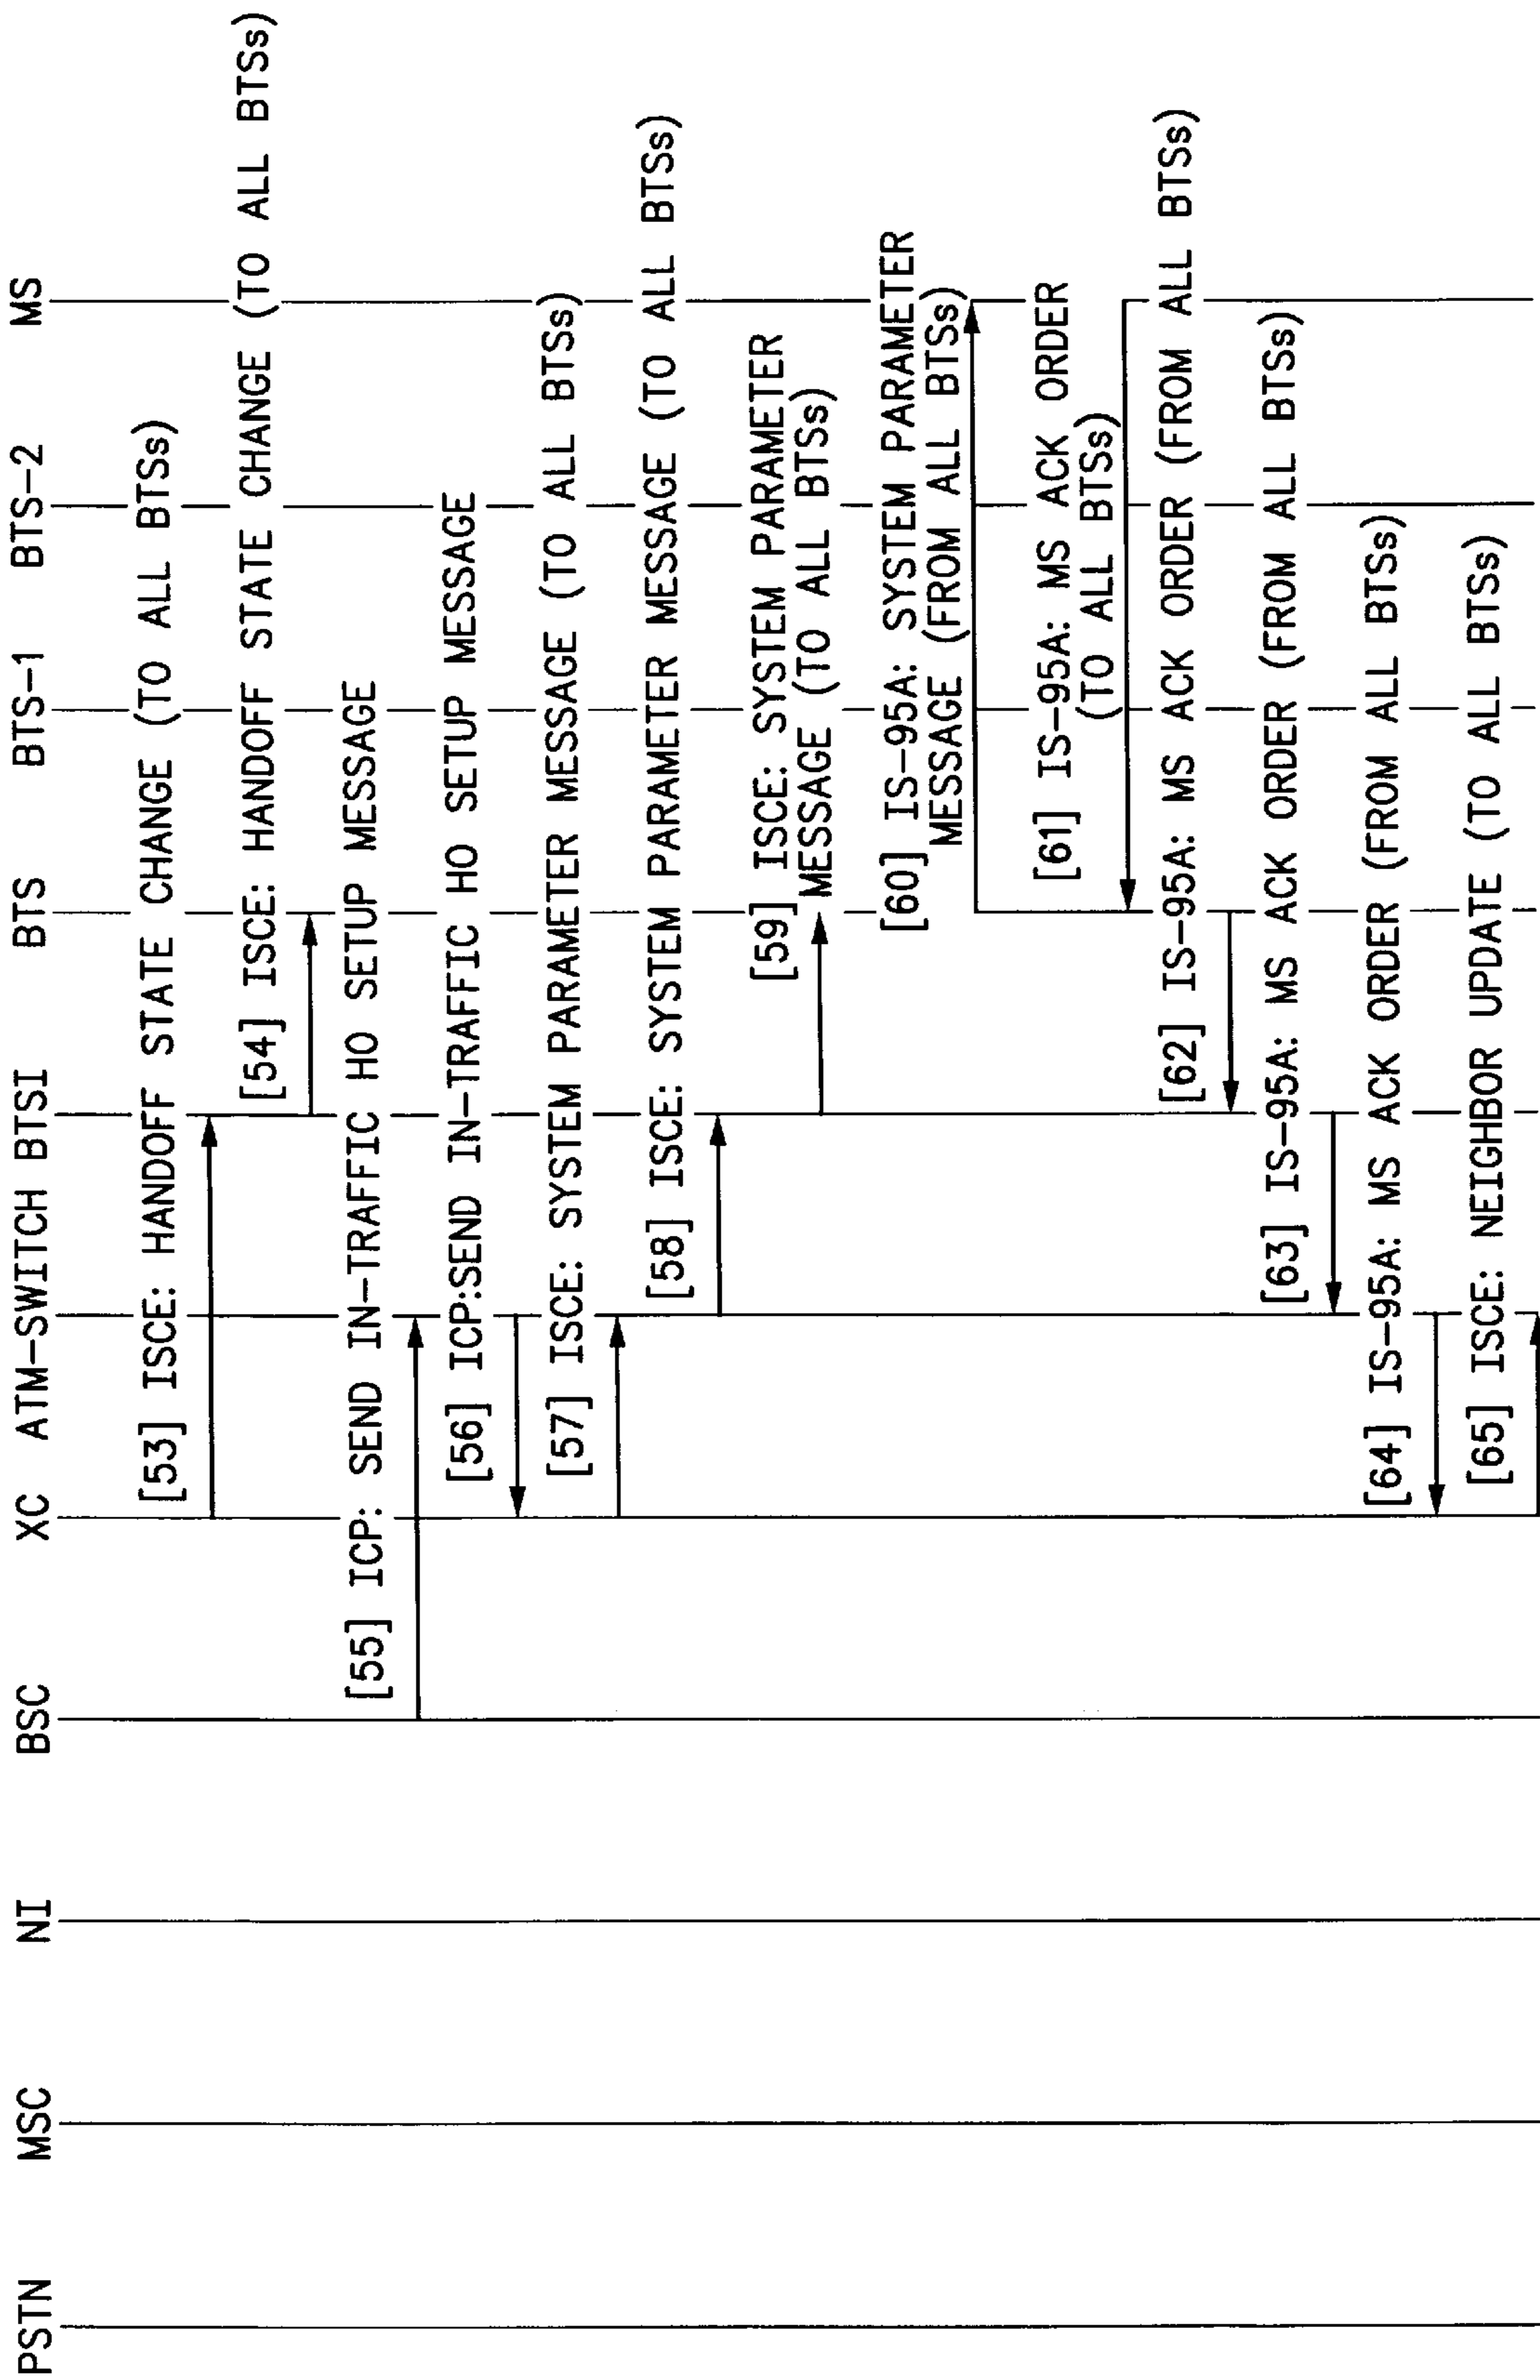 PSTN MSC NI BSC XC ATM-SWITCH BTSI BTS BTS-1 BTS-2 MS
[53] ISCE: HANDOFF STATE CHANGE (TO ALL BTSs)
[54] ISCE: HANDOFF STATE CHANGE (TO ALL BTSs)
[55] ICP: SEND IN-TRAFFIC HO SETUP MESSAGE
[56] ICP:SEND IN-TRAFFIC HO SETUP MESSAGE
[57] ISCE: SYSTEM PARAMETER MESSAGE (TO ALL BTSs)
[58] ISCE: SYSTEM PARAMETER MESSAGE (TO ALL BTSs)
[59] ISCE: SYSTEM PARAMETER
MESSAGE (TO ALL BTSs)
[60] IS-95A: SYSTEM PARAMETER
MESSAGE (FROM ALL BTSs)
[61] IS-95A: MS ACK ORDER
(TO ALL BTSs)
[62] IS-95A: MS ACK ORDER (FROM ALL BTSs)
[63] IS-95A: MS ACK ORDER (FROM ALL BTSs)
[64] IS-95A: MS ACK ORDER (FROM ALL BTSs)
[65] ISCE: NEIGHBOR UPDATE (TO ALL BTSs)